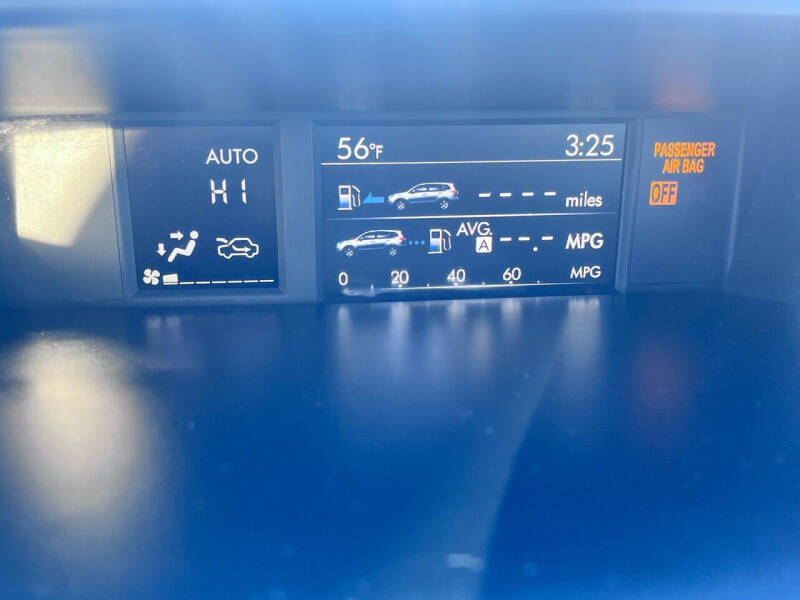 AUTO
HI
56°F 3:25
---- miles
AVG.
A --.- MPG
0 20 40 60 MPG
PASSENGER
AIR BAG
OFF